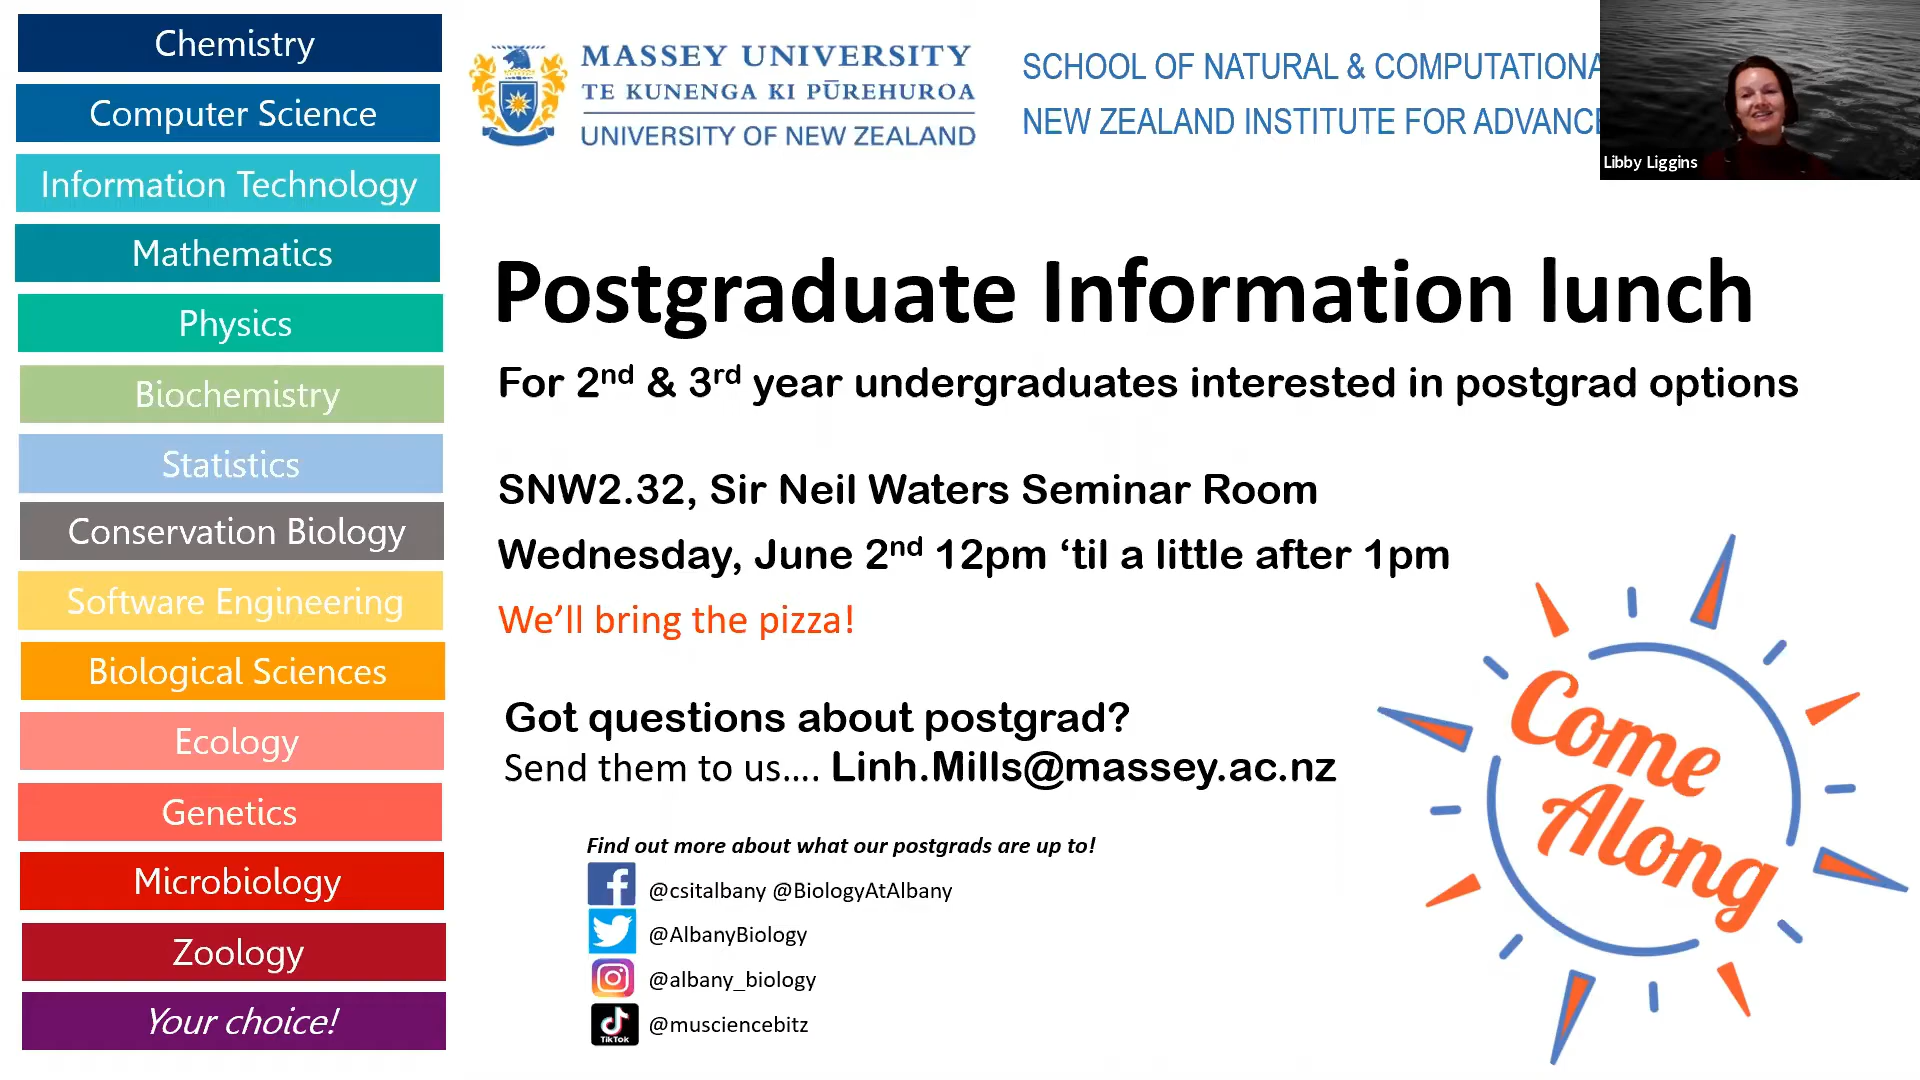 Chemistry
Computer Science
Information Technology
Mathematics
Physics
Biochemistry
Statistics
Conservation Biology
Software Engineering
Biological Sciences
Ecology
Genetics
Microbiology
Zoology
Your choice!
MASSEY UNIVERSITY
TE KUNENGA KI PŪREHUROA
UNIVERSITY OF NEW ZEALAND
SCHOOL OF NATURAL & COMPUTATIONA
NEW ZEALAND INSTITUTE FOR ADVANCE
Libby Liggins
Postgraduate Information lunch
For 2nd & 3rd year undergraduates interested in postgrad options
SNW2.32, Sir Neil Waters Seminar Room
Wednesday, June 2nd 12pm ‘til a little after 1pm
We’ll bring the pizza!
Got questions about postgrad?
Send them to us.... Linh.Mills@massey.ac.nz
Find out more about what our postgrads are up to!
@csitalbany @BiologyAtAlbany
@AlbanyBiology
@albany_biology
TikTok
@musciencebitz
Come
Along